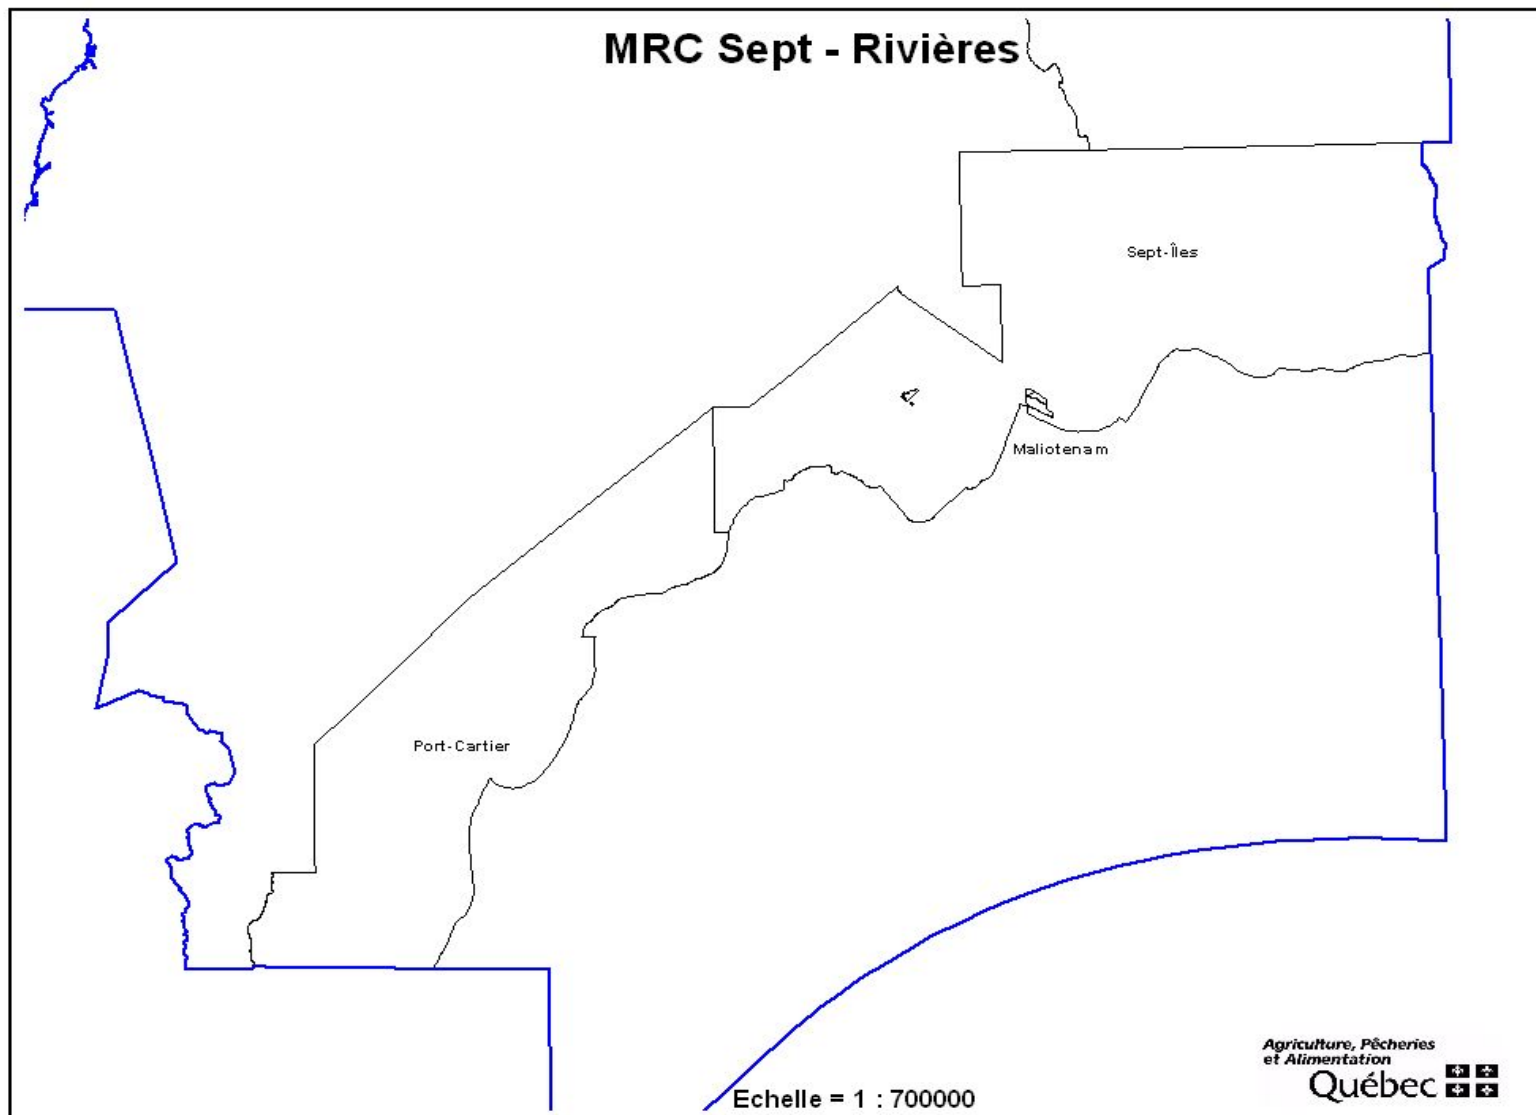 MRC Sept - Rivières
Sept-Îles
Maliotenam
Port-Cartier
Agriculture, Pêcheries
et Alimentation
Québec
Echelle = 1 : 700000